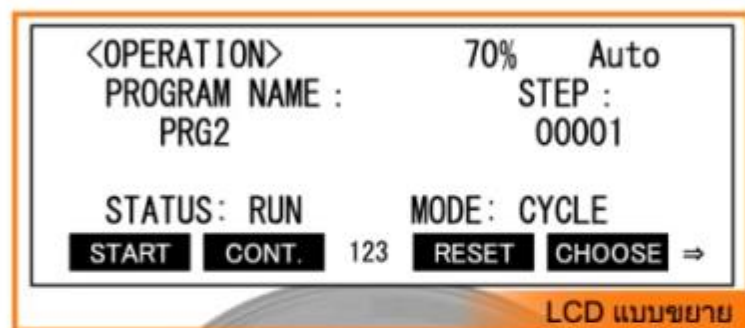 <OPERATION> 70% Auto
PROGRAM NAME : STEP :
PRG2 00001
STATUS: RUN MODE: CYCLE
START CONT. 123 RESET CHOOSE ⇒
LCD แบบขยาย